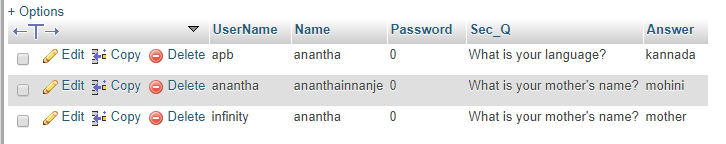 + Options
UserName Name Password Sec_Q Answer
Edit Copy Delete apb anantha 0 What is your language? kannada
Edit Copy Delete anantha ananthainnanje 0 What is your mother's name? mohini
Edit Copy Delete infinity anantha 0 What is your mother's name? mother